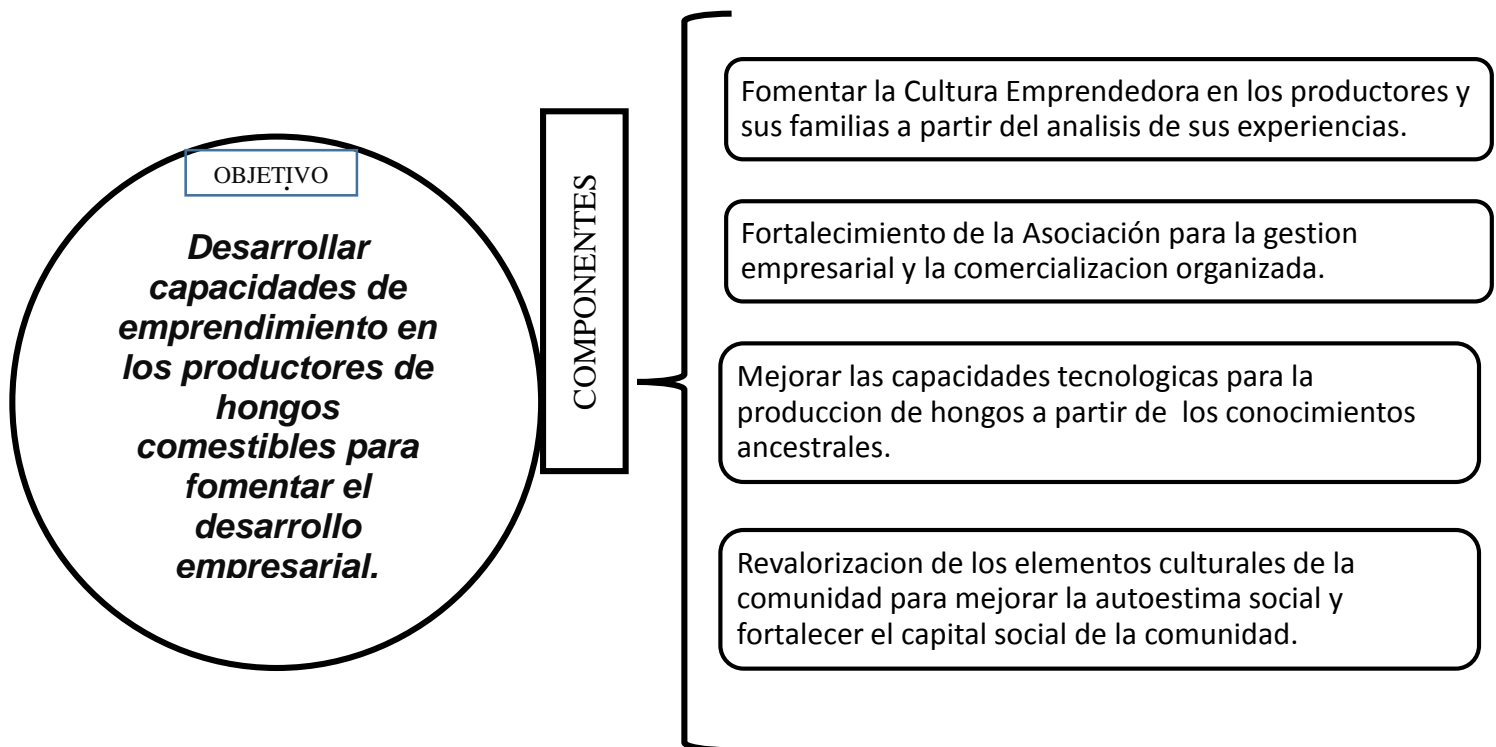 OBJETIVO
Desarrollar
capacidades de
emprendimiento en
los productores de
hongos
comestibles para
fomentar el
desarrollo
empresarial.
COMPONENTES
Fomentar la Cultura Emprendedora en los productores y
sus familias a partir del analisis de sus experiencias.
Fortalecimiento de la Asociación para la gestion
empresarial y la comercializacion organizada.
Mejorar las capacidades tecnologicas para la
produccion de hongos a partir de los conocimientos
ancestrales.
Revalorizacion de los elementos culturales de la
comunidad para mejorar la autoestima social y
fortalecer el capital social de la comunidad.